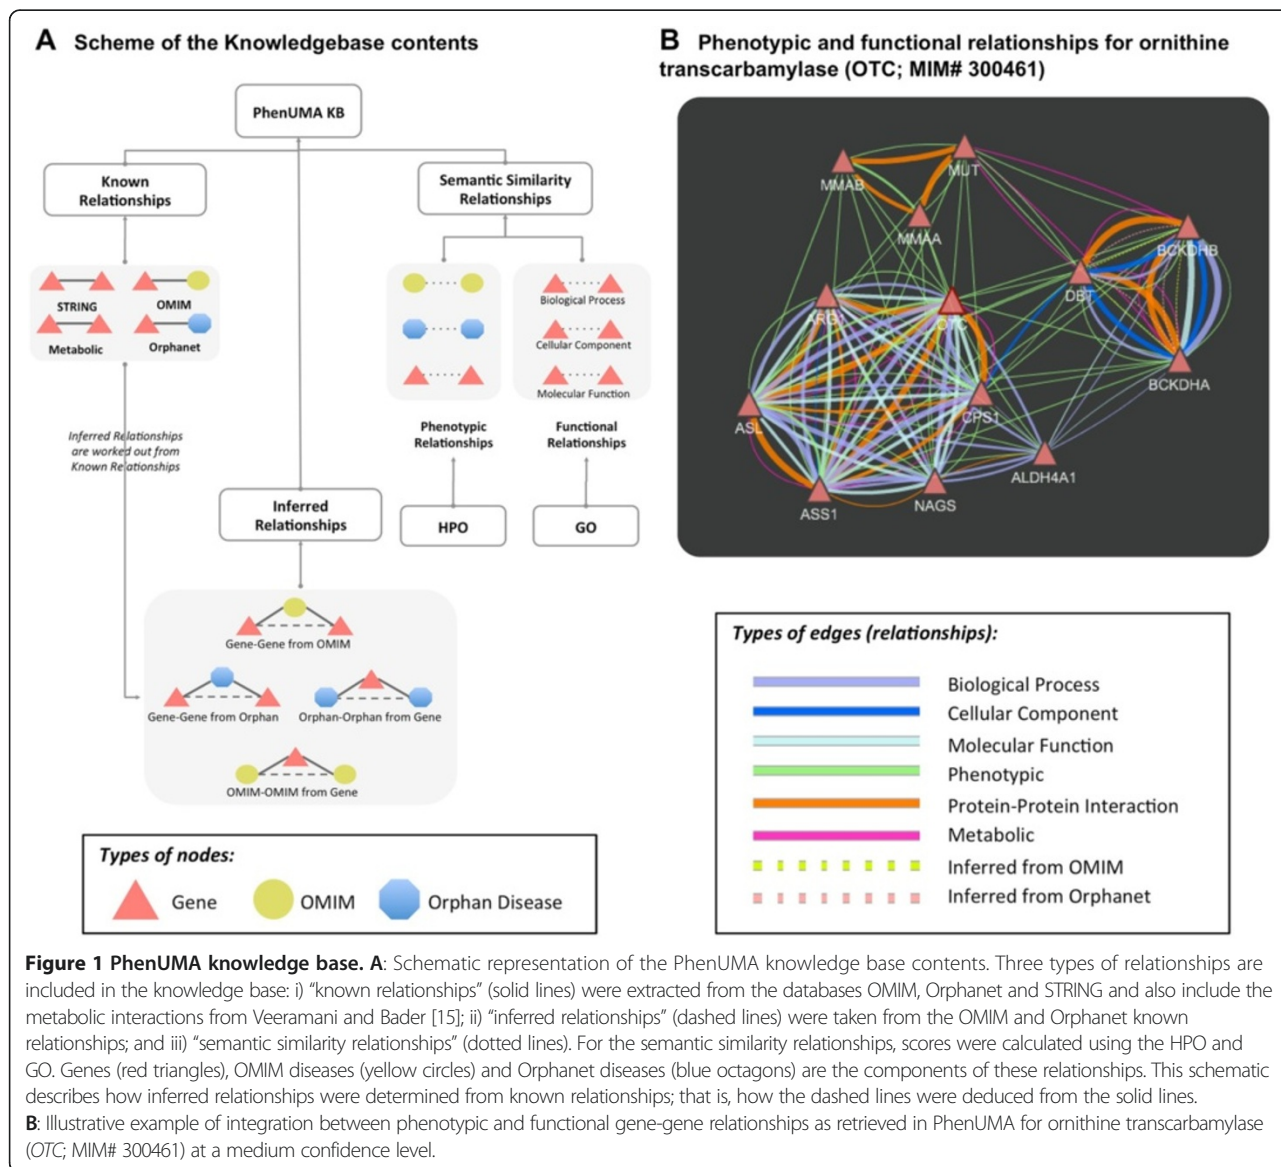 A Scheme of the Knowledgebase contents
PhenUMA KB
Known
Relationships
Semantic Similarity
Relationships
STRING
OMIM
Metabolic
Orphanet
Biological Process
Cellular Component
Molecular Function
Inferred Relationships
are worked out from
Known Relationships
Phenotypic
Relationships
Functional
Relationships
Inferred
Relationships
HPO
GO
Gene-Gene from OMIM
Gene-Gene from Orphan
Orphan-Orphan from Gene
OMIM-OMIM from Gene
Types of nodes:
Gene
OMIM
Orphan Disease
B Phenotypic and functional relationships for ornithine
transcarbamylase (OTC; MIM# 300461)
MMAB
MUT
MMAA
BCKDHB
DBT
ARG1
OTC
BCKDHA
ASL
CPS1
ALDH4A1
NAGS
ASS1
Types of edges (relationships):
Biological Process
Cellular Component
Molecular Function
Phenotypic
Protein-Protein Interaction
Metabolic
Inferred from OMIM
Inferred from Orphanet
Figure 1 PhenUMA knowledge base. A: Schematic representation of the PhenUMA knowledge base contents. Three types of relationships are
included in the knowledge base: i) “known relationships” (solid lines) were extracted from the databases OMIM, Orphanet and STRING and also include the
metabolic interactions from Veeramani and Bader [15]; ii) “inferred relationships” (dashed lines) were taken from the OMIM and Orphanet known
relationships; and iii) “semantic similarity relationships” (dotted lines). For the semantic similarity relationships, scores were calculated using the HPO and
GO. Genes (red triangles), OMIM diseases (yellow circles) and Orphanet diseases (blue octagons) are the components of these relationships. This schematic
describes how inferred relationships were determined from known relationships; that is, how the dashed lines were deduced from the solid lines.
B: Illustrative example of integration between phenotypic and functional gene-gene relationships as retrieved in PhenUMA for ornithine transcarbamylase
(OTC; MIM# 300461) at a medium confidence level.